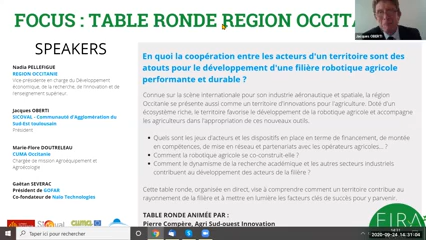 FOCUS : TABLE RONDE REGION OCCITA
Jacques OBERTI
SPEAKERS
Nadia PELLEFIGUE
REGION OCCITANIE
Vice-présidente en charge du Développement
économique, de la recherche, de l'innovation et de
l'enseignement supérieur
Jacques OBERTI
SICOVAL - Communauté d'Agglomération du
Sud-Est toulousain
Président
Marie-Flore DOUTRELEAU
CUMA Occitanie
Chargée de mission Agroéquipement et
Agroécologie
Gaëtan SEVERAC
Président de GOFAR
Co-fondateur de Naïo Technologies
En quoi la coopération entre les acteurs d'un territoire sont des
atouts pour le développement d'une filière robotique agricole
performante et durable ?
Connue sur la scène internationale pour son industrie aéronautique et spatiale, la région
Occitanie se présente aussi comme un territoire d'innovations pour l'agriculture. Doté d'un
écosystème riche, le territoire favorise le développement de la robotique agricole et accompagne
les agriculteurs dans l'appropriation de ces nouveaux outils.
• Quels sont les jeux d'acteurs et les dispositifs en place en terme de financement, de montée
en compétences, de mise en réseau et partenariats avec les opérateurs agricoles... ?
• Comment la robotique agricole se co-construit-elle ?
• Comment le dynamisme de la recherche académique et les autres secteurs industriels
contribuent au développement des acteurs de la filière ?
Cette table ronde, organisée en direct, vise à comprendre comment un territoire contribue au
rayonnement de la filière et à mettre en lumière les facteurs clés de succès pour y parvenir.
TABLE RONDE ANIMÉE PAR :
Pierre Compère, Agri Sud-ouest Innovation
FIRA
Taper ici pour rechercher
2020-09-24 14:31:04